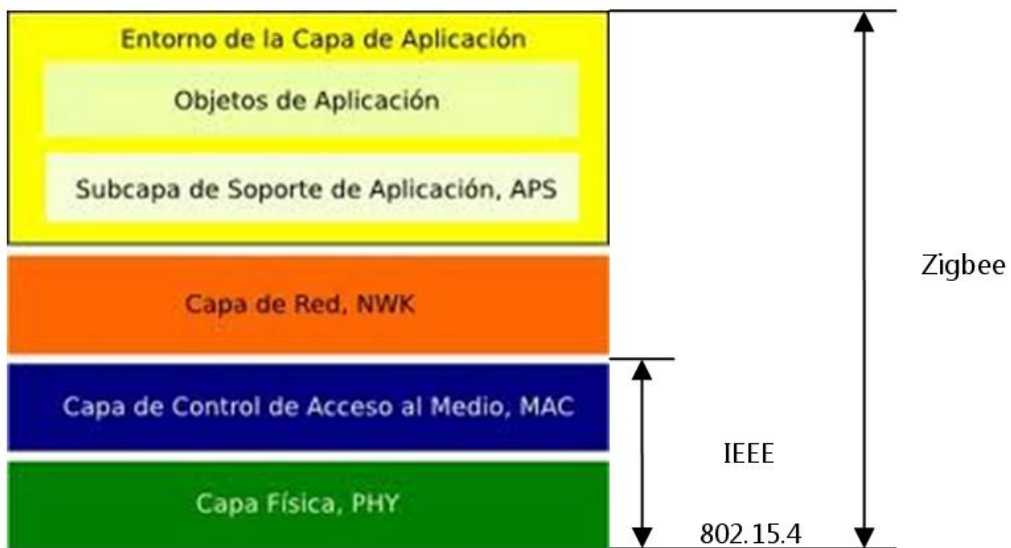 Entorno de la Capa de Aplicación
Objetos de Aplicación
Subcapa de Soporte de Aplicación, APS
Capa de Red, NWK
Capa de Control de Acceso al Medio, MAC
Capa Física, PHY
IEEE
802.15.4
Zigbee